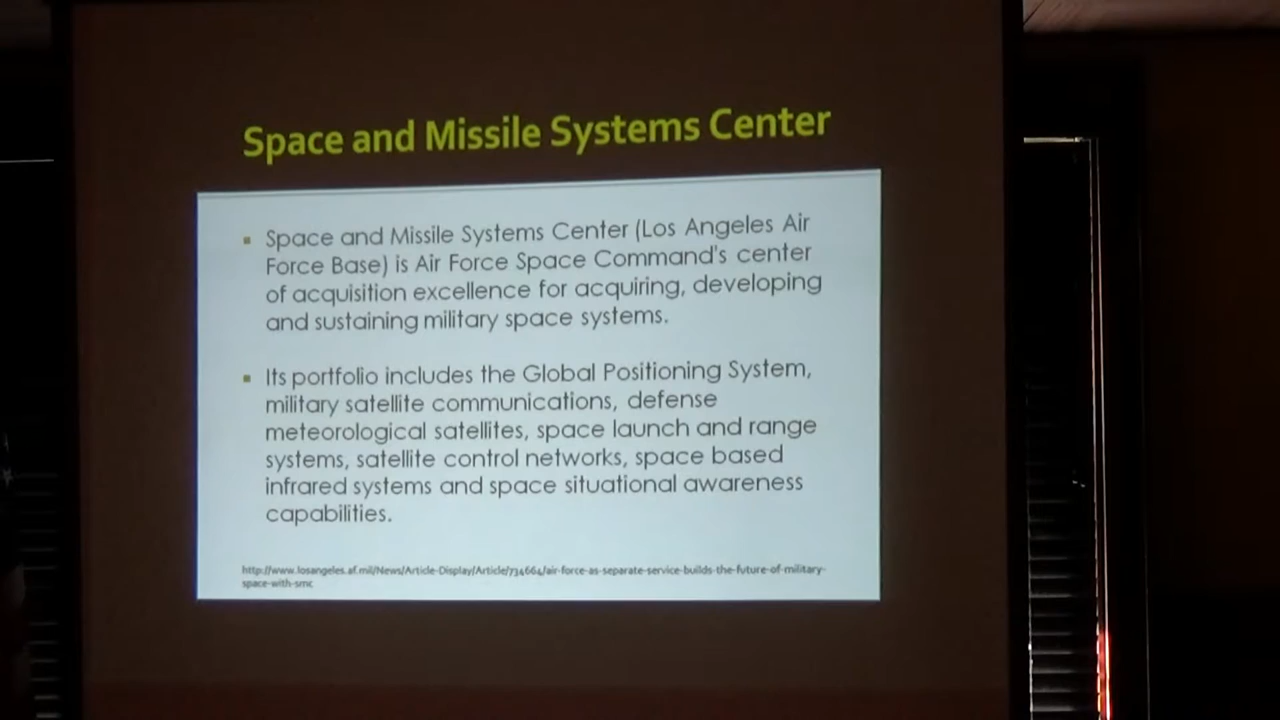 Space and Missile Systems Center
▪ Space and Missile Systems Center (Los Angeles Air
Force Base) is Air Force Space Command's center
of acquisition excellence for acquiring, developing
and sustaining military space systems.
▪ Its portfolio includes the Global Positioning System,
military satellite communications, defense
meteorological satellites, space launch and range
systems, satellite control networks, space based
infrared systems and space situational awareness
capabilities.
http://www.losangeles.af.mil/News/Article-Display/Article/734664/air-force-as-separate-service-builds-the-future-of-military-
space-with-smc